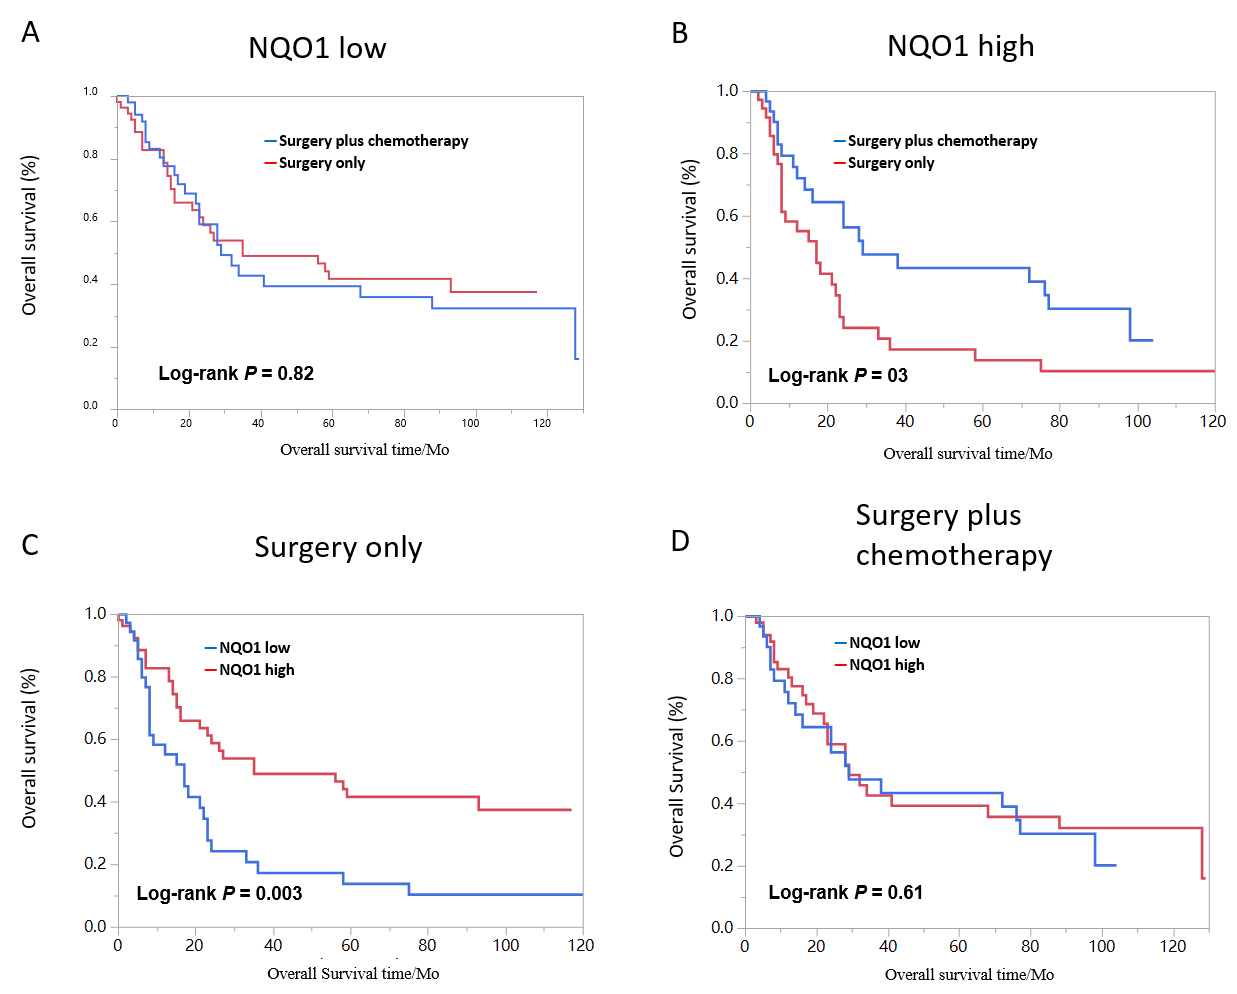 A
NQO1 low
1.0
0.8
0.6
0.4
0.2
0.0
Overall survival (%)
Surgery plus chemotherapy
Surgery only
Log-rank P = 0.82
0 20 40 60 80 100 120
Overall survival time/Mo
B
NQO1 high
1.0
0.8
0.6
0.4
0.2
0.0
Overall survival (%)
Surgery plus chemotherapy
Surgery only
Log-rank P = 03
0 20 40 60 80 100 120
Overall survival time/Mo
C
Surgery only
1.0
0.8
0.6
0.4
0.2
0.0
Overall survival (%)
NQO1 low
NQO1 high
Log-rank P = 0.003
0 20 40 60 80 100 120
Overall Survival time/Mo
D
Surgery plus
chemotherapy
1.0
0.8
0.6
0.4
0.2
0.0
Overall Survival (%)
NQO1 low
NQO1 high
Log-rank P = 0.61
0 20 40 60 80 100 120
Overall survival time/Mo